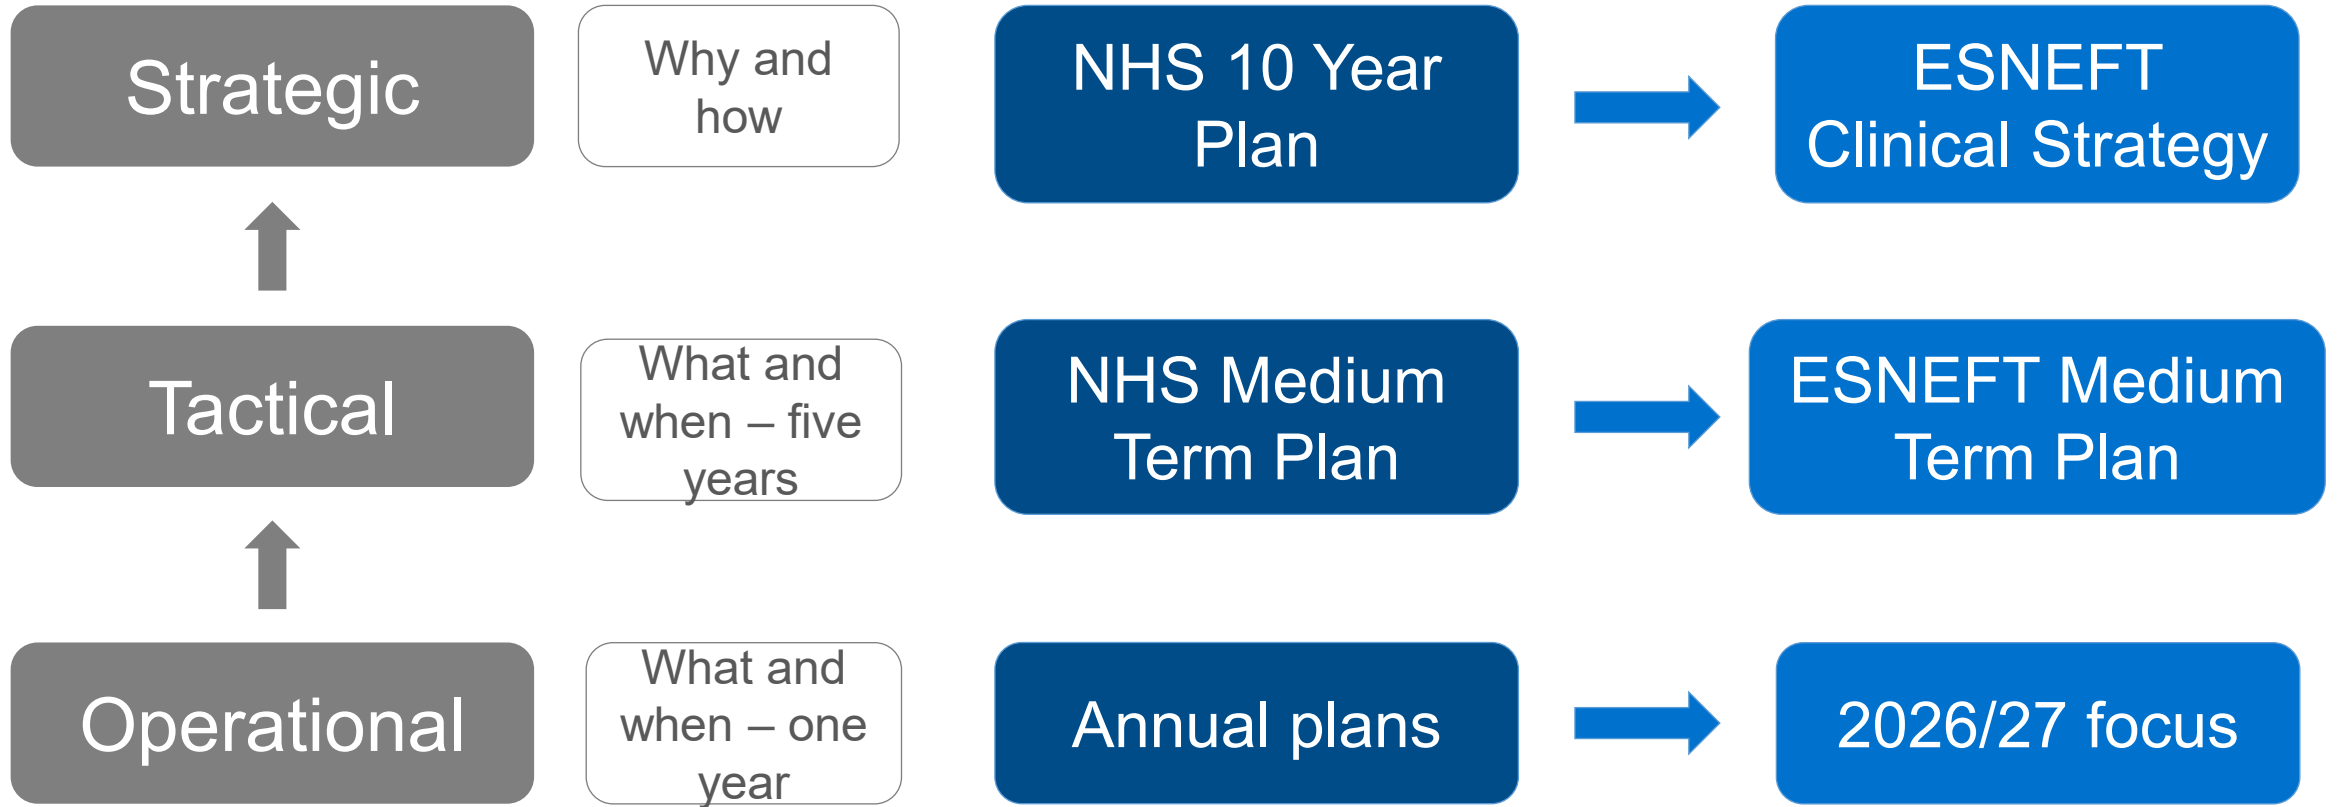 Strategic
Why and
how
NHS 10 Year
Plan
ESNEFT
Clinical Strategy
Tactical
What and
when – five
years
NHS Medium
Term Plan
ESNEFT Medium
Term Plan
Operational
What and
when – one
year
Annual plans
2026/27 focus